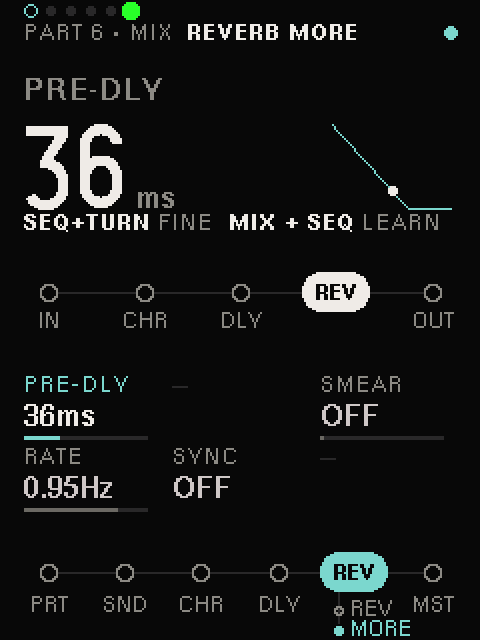 PART 6 · MIX REVERB MORE
PRE-DLY
36 ms
SEQ+TURN FINE MIX + SEQ LEARN
REV
IN CHR DLY OUT
PRE-DLY — SMEAR
36ms OFF
RATE SYNC —
0.95Hz OFF
REV
PRT SND CHR DLY MST
REV
MORE